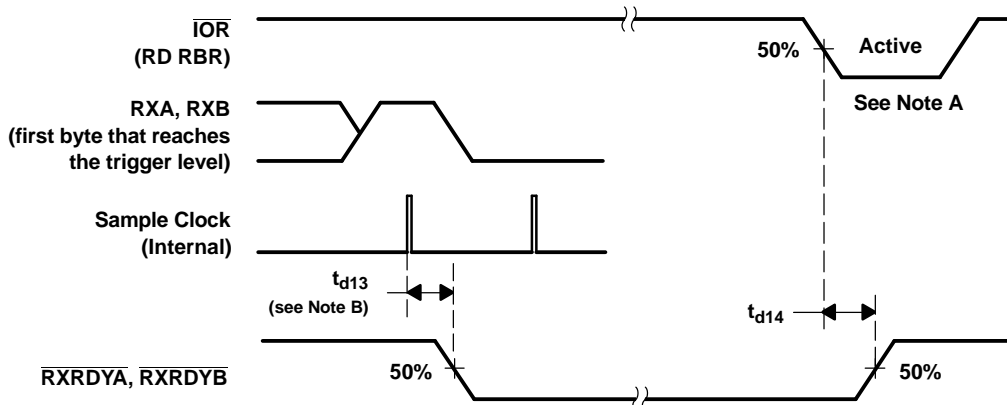 IOR
(RD RBR)
50%
Active
See Note A
RXA, RXB
(first byte that reaches
the trigger level)
Sample Clock
(Internal)
td13
(see Note B)
td14
RXRDYA, RXRDYB
50%
50%